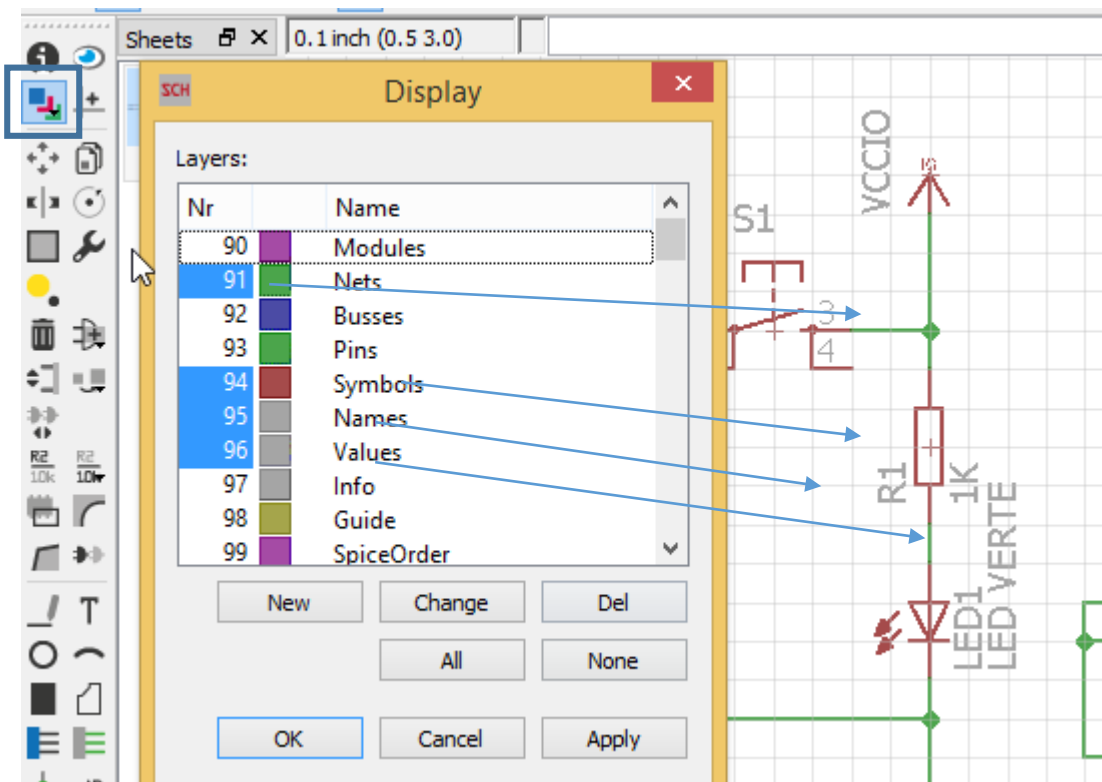 Sheets
0.1 inch (0.5 3.0)
SCH
Display
Layers:
Nr Name
90 Modules
91 Nets
92 Busses
93 Pins
94 Symbols
95 Names
96 Values
97 Info
98 Guide
99 SpiceOrder
New Change Del
All None
OK Cancel Apply
R2
10k
R2
10k
T
VCCIO
S1
3
4
R1
1K
LED1
LED VERTE